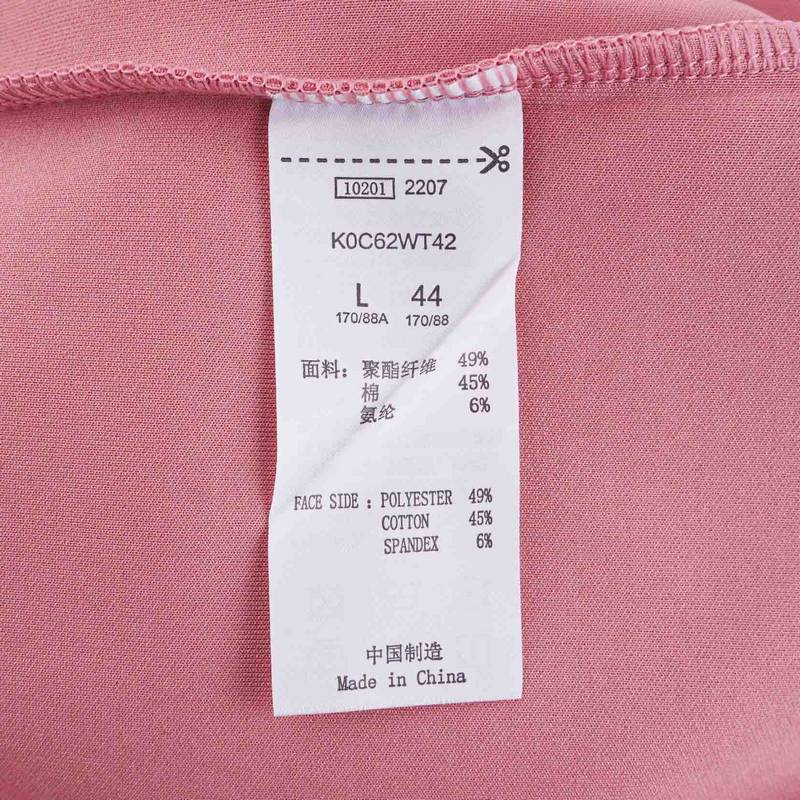 10201 2207
K0C62WT42
L 44
170/88A 170/88
面料：聚酯纤维 49%
棉 45%
氨纶 6%
FACE SIDE : POLYESTER 49%
COTTON 45%
SPANDEX 6%
中国制造
Made in China